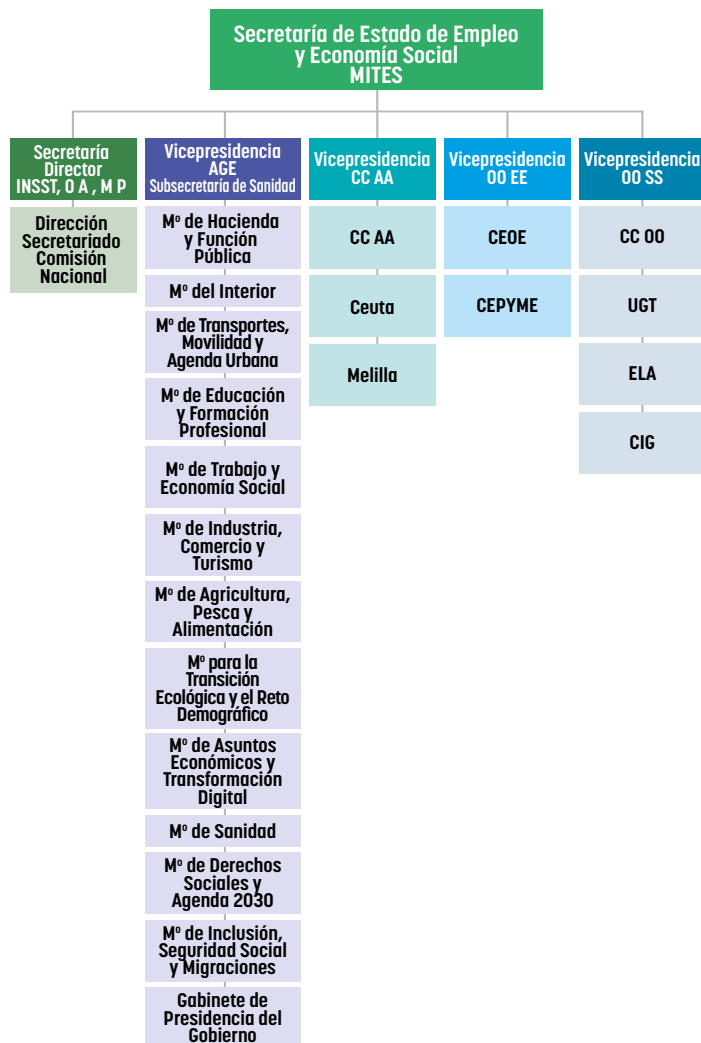 Secretaría de Estado de Empleo
y Economía Social
MITES
Secretaría
Director
INSST, O A , M P
Dirección
Secretariado
Comisión
Nacional
Vicepresidencia
AGE
Subsecretaría de Sanidad
Mº de Hacienda
y Función
Pública
Mº del Interior
Mº de Transportes,
Movilidad y
Agenda Urbana
Mº de Educación
y Formación
Profesional
Mº de Trabajo y
Economía Social
Mº de Industria,
Comercio y
Turismo
Mº de Agricultura,
Pesca y
Alimentación
Mº para la
Transición
Ecológica y el Reto
Demográfico
Mº de Asuntos
Económicos y
Transformación
Digital
Mº de Sanidad
Mº de Derechos
Sociales y
Agenda 2030
Mº de Inclusión,
Seguridad Social
y Migraciones
Gabinete de
Presidencia del
Gobierno
Vicepresidencia
CC AA
CC AA
Ceuta
Melilla
Vicepresidencia
OO EE
CEOE
CEPYME
Vicepresidencia
OO SS
CC OO
UGT
ELA
CIG